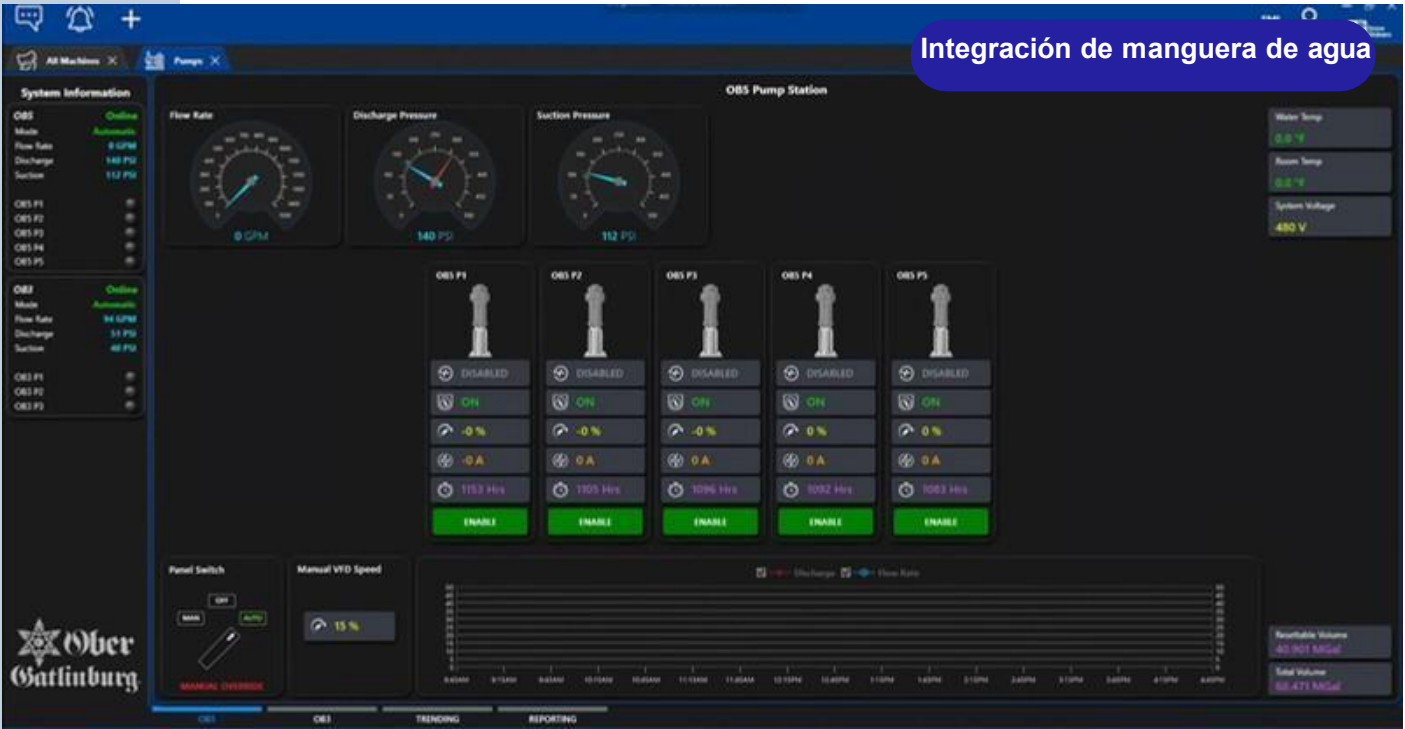 Integración de manguera de agua
All Machines
Pumps
System Information
OB5 Online
Mode Automatic
Flow Rate 0 GPM
Discharge 140 PSI
Suction 112 PSI
OB5 P1
OB5 P2
OB5 P3
OB5 P4
OB5 P5
OB3 Online
Mode Automatic
Flow Rate 94 GPM
Discharge 51 PSI
Suction 40 PSI
OB3 P1
OB3 P2
OB3 P3
Ober
Gatlinburg
OB5 Pump Station
Flow Rate
0 GPM
Discharge Pressure
140 PSI
Suction Pressure
112 PSI
Water Temp
0.0 °F
Room Temp
0.0 °F
System Voltage
480 V
OB5 P1 OB5 P2 OB5 P3 OB5 P4 OB5 P5
DISABLED DISABLED DISABLED DISABLED DISABLED
ON ON ON ON ON
-0 % -0 % -0 % 0 % 0 %
-0 A 0 A 0 A 0 A 0 A
1153 Hrs 1105 Hrs 1096 Hrs 1092 Hrs 1083 Hrs
ENABLE ENABLE ENABLE ENABLE ENABLE
Panel Switch
OFF
MAN AUTO
MANUAL OVERRIDE
Manual VFD Speed
15 %
Discharge Flow Rate
Resettable Volume
40.901 MGal
Total Volume
60.471 MGal
OB5 OB3 TRENDING REPORTING